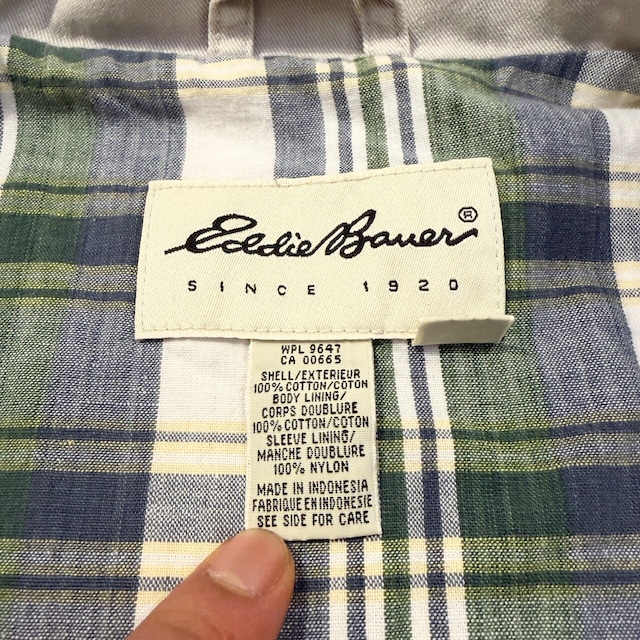 Eddie Bauer®
SINCE 1920
WPL 9647
CA 00665
SHELL/EXTERIEUR
100% COTTON/COTON
BODY LINING/
CORPS DOUBLURE
100% COTTON/COTON
SLEEVE LINING/
MANCHE DOUBLURE
100% NYLON
MADE IN INDONESIA
FABRIQUE EN INDONESIE
SEE SIDE FOR CARE